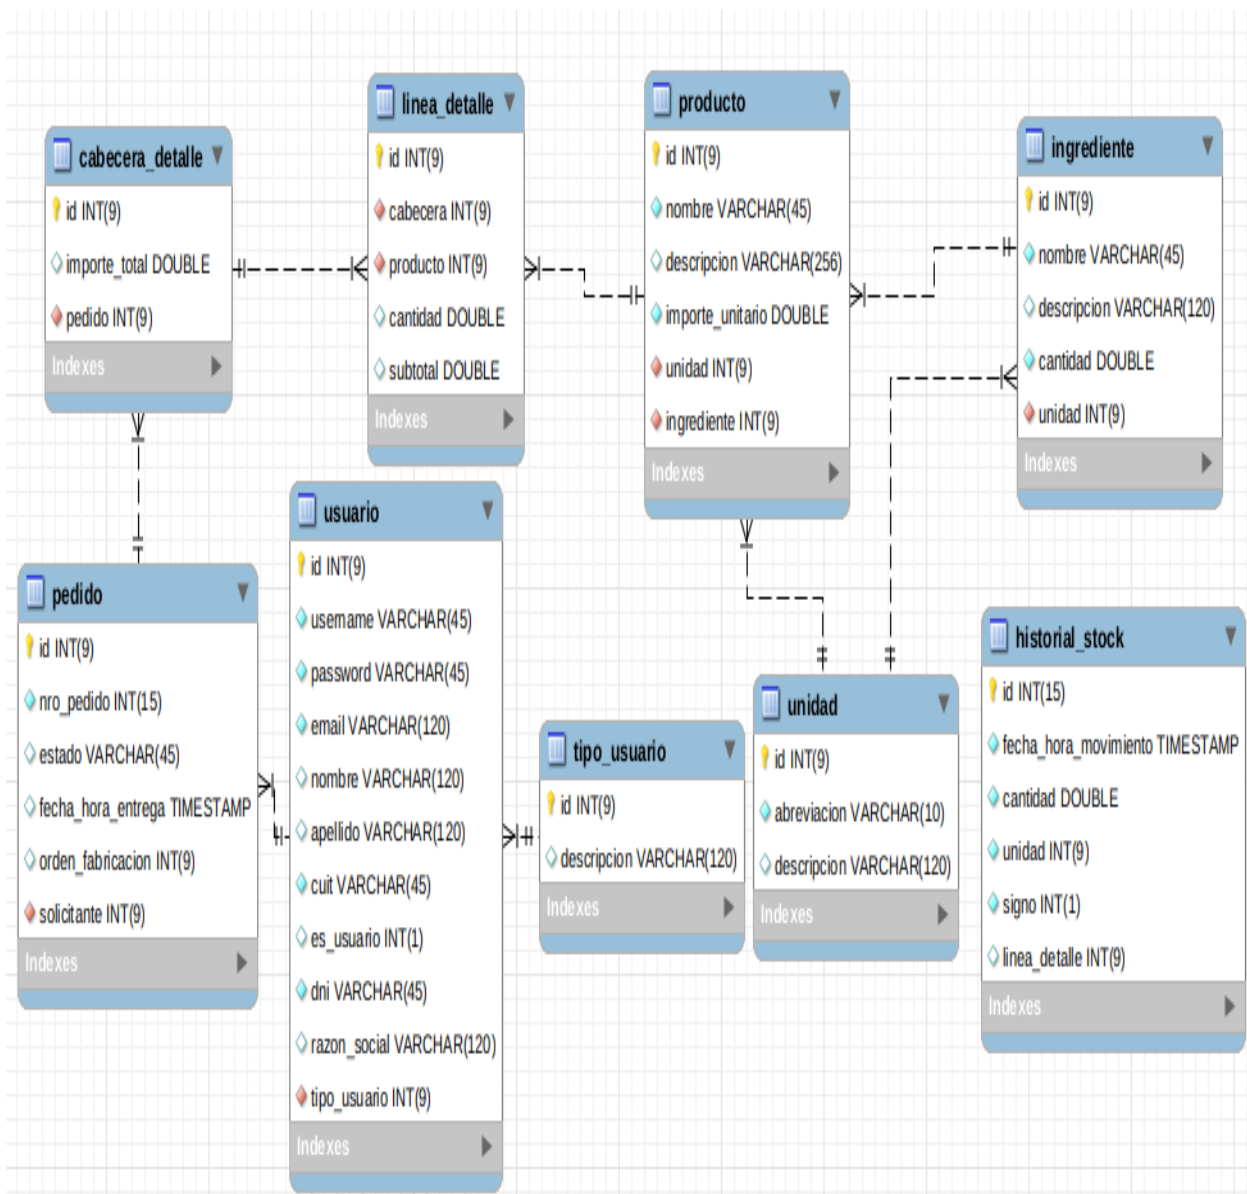 cabecera_detalle
id INT(9)
importe_total DOUBLE
pedido INT(9)
Indexes
linea_detalle
id INT(9)
cabecera INT(9)
producto INT(9)
cantidad DOUBLE
subtotal DOUBLE
Indexes
producto
id INT(9)
nombre VARCHAR(45)
descripcion VARCHAR(256)
importe_unitario DOUBLE
unidad INT(9)
ingrediente INT(9)
Indexes
ingrediente
id INT(9)
nombre VARCHAR(45)
descripcion VARCHAR(120)
cantidad DOUBLE
unidad INT(9)
Indexes
pedido
id INT(9)
nro_pedido INT(15)
estado VARCHAR(45)
fecha_hora_entrega TIMESTAMP
orden_fabricacion INT(9)
solicitante INT(9)
Indexes
usuario
id INT(9)
username VARCHAR(45)
password VARCHAR(45)
email VARCHAR(120)
nombre VARCHAR(120)
apellido VARCHAR(120)
cuit VARCHAR(45)
es_usuario INT(1)
dni VARCHAR(45)
razon_social VARCHAR(120)
tipo_usuario INT(9)
Indexes
tipo_usuario
id INT(9)
descripcion VARCHAR(120)
Indexes
unidad
id INT(9)
abreviacion VARCHAR(10)
descripcion VARCHAR(120)
Indexes
historial_stock
id INT(15)
fecha_hora_movimiento TIMESTAMP
cantidad DOUBLE
unidad INT(9)
signo INT(1)
linea_detalle INT(9)
Indexes